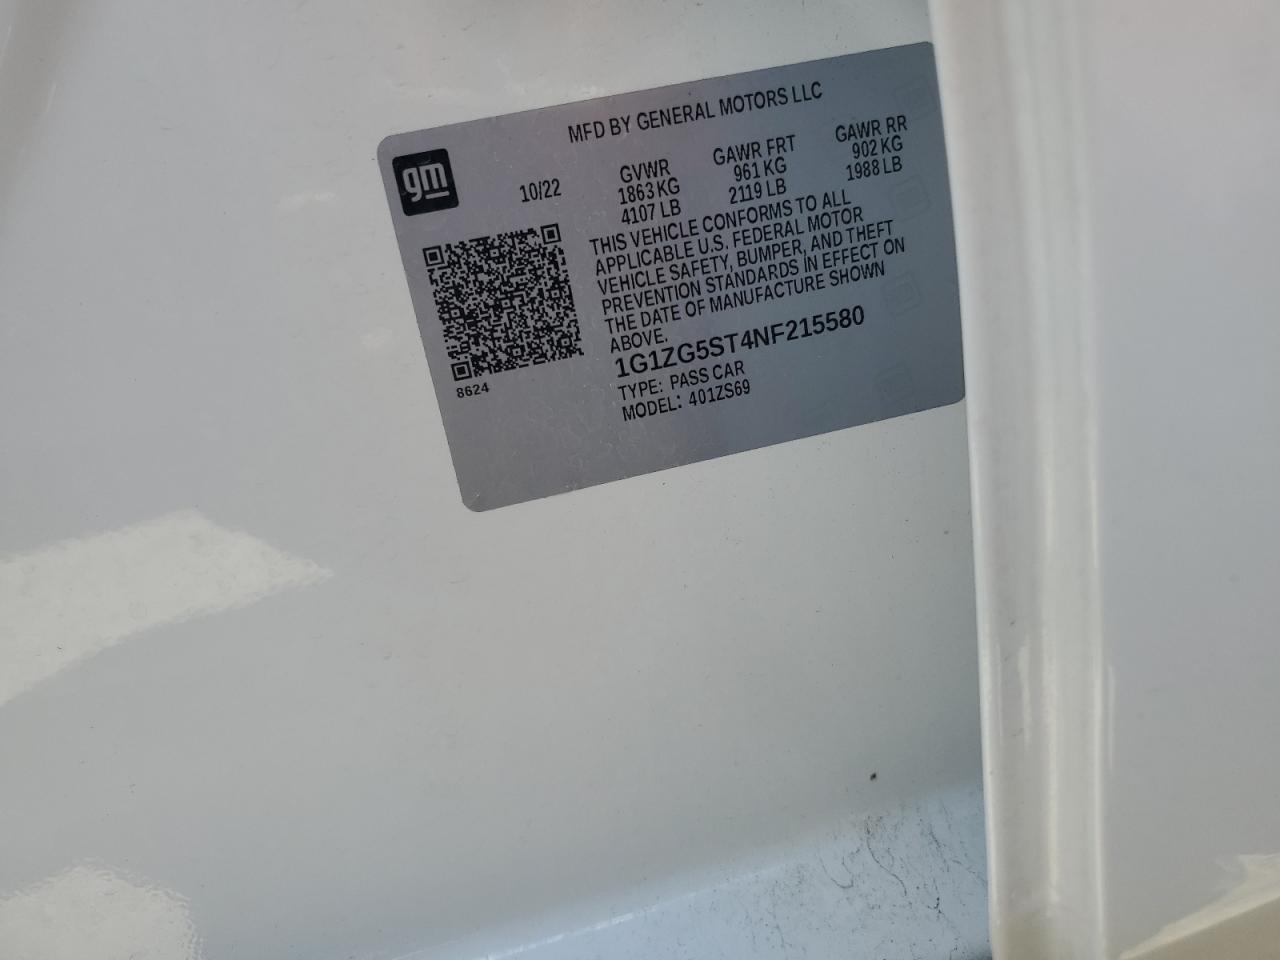 MFD BY GENERAL MOTORS LLC
gm
10/22
GVWR
1863 KG
4107 LB
GAWR FRT
961 KG
2119 LB
GAWR RR
902 KG
1988 LB
THIS VEHICLE CONFORMS TO ALL
APPLICABLE U.S. FEDERAL MOTOR
VEHICLE SAFETY, BUMPER, AND THEFT
PREVENTION STANDARDS IN EFFECT ON
THE DATE OF MANUFACTURE SHOWN
ABOVE.
1G1ZG5ST4NF215580
TYPE: PASS CAR
MODEL: 401ZS69
8624